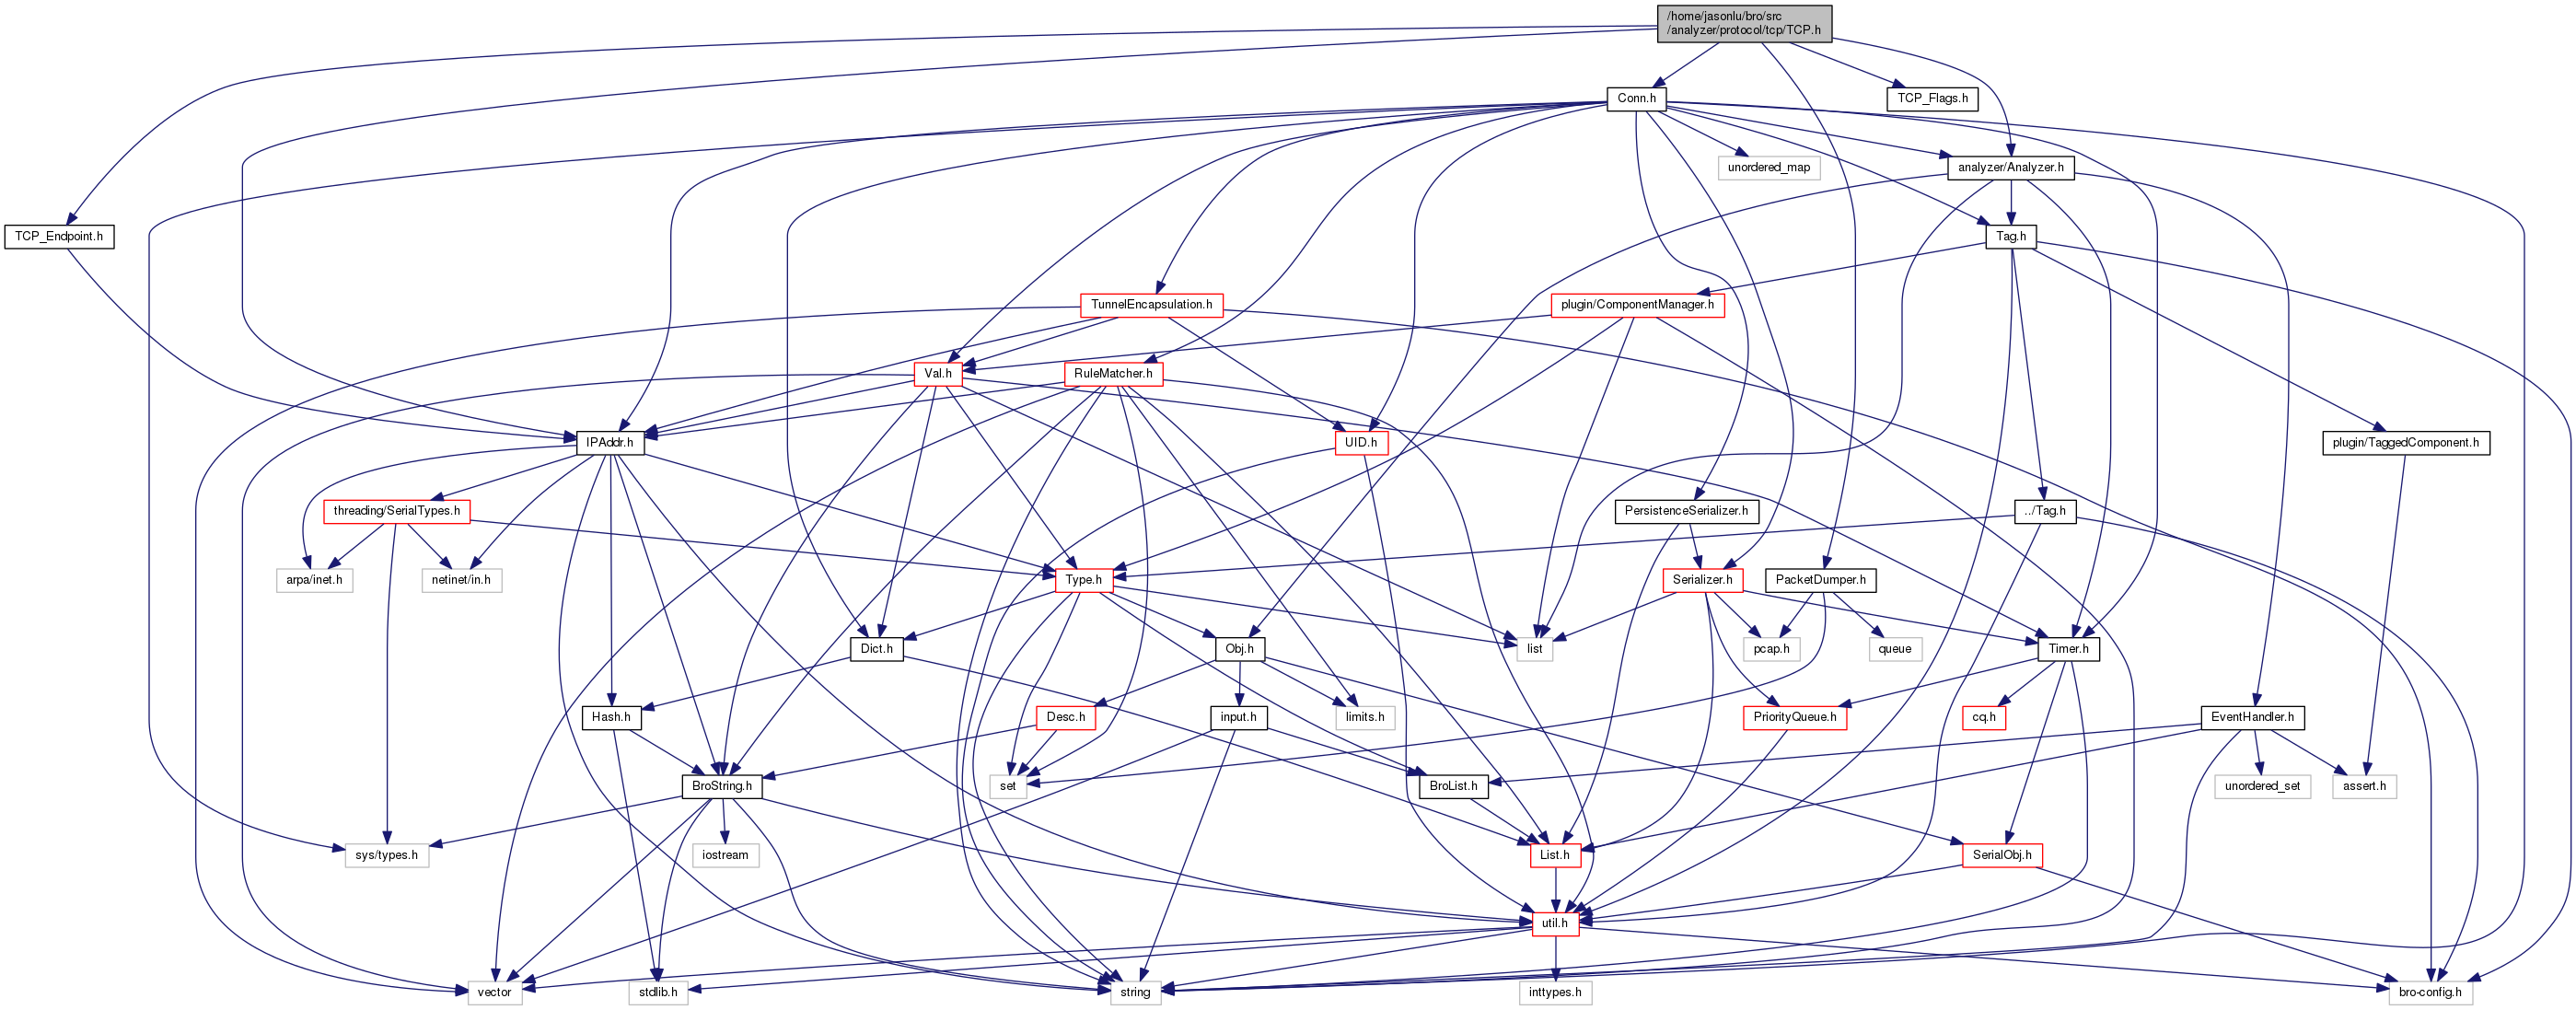 /home/jasonlu/bro/src
/analyzer/protocol/tcp/TCP.h
Conn.h
TCP_Flags.h
unordered_map
analyzer/Analyzer.h
TCP_Endpoint.h
Tag.h
TunnelEncapsulation.h
plugin/ComponentManager.h
Val.h
RuleMatcher.h
IPAddr.h
UID.h
plugin/TaggedComponent.h
threading/SerialTypes.h
PersistenceSerializer.h
../Tag.h
arpa/inet.h
netinet/in.h
Type.h
Serializer.h
PacketDumper.h
Dict.h
Obj.h
list
pcap.h
queue
Timer.h
Hash.h
Desc.h
input.h
limits.h
PriorityQueue.h
cq.h
EventHandler.h
BroString.h
set
BroList.h
unordered_set
assert.h
sys/types.h
iostream
List.h
SerialObj.h
util.h
vector
stdlib.h
string
inttypes.h
bro-config.h